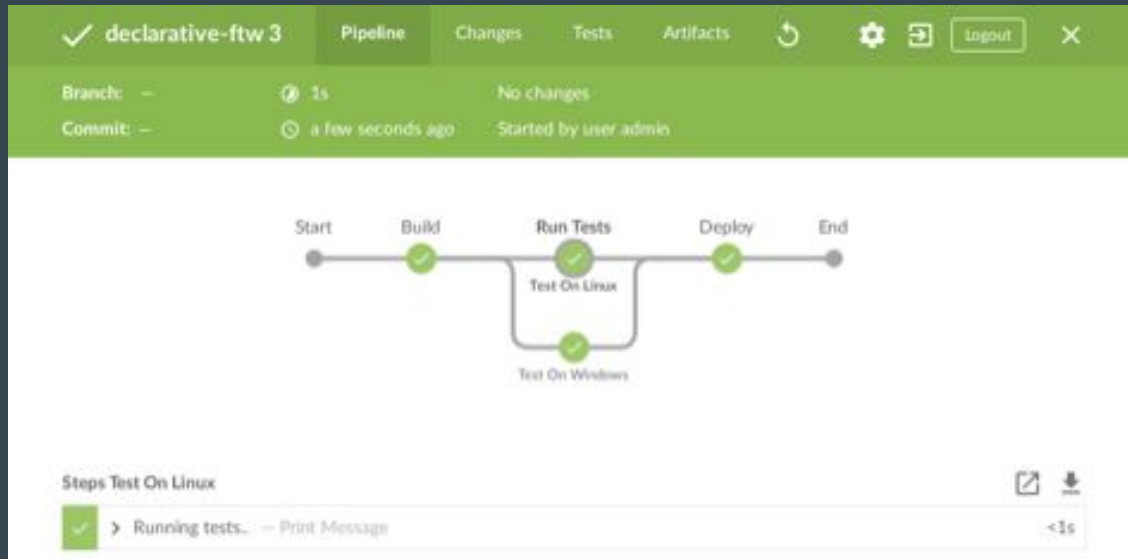 declarative-ftw 3 Pipeline Changes Tests Artifacts Logout
Branch: — 1s No changes
Commit: — a few seconds ago Started by user admin
Start Build Run Tests Deploy End
Test On Linux
Test On Windows
Steps Test On Linux
Running tests.. — Print Message <1s